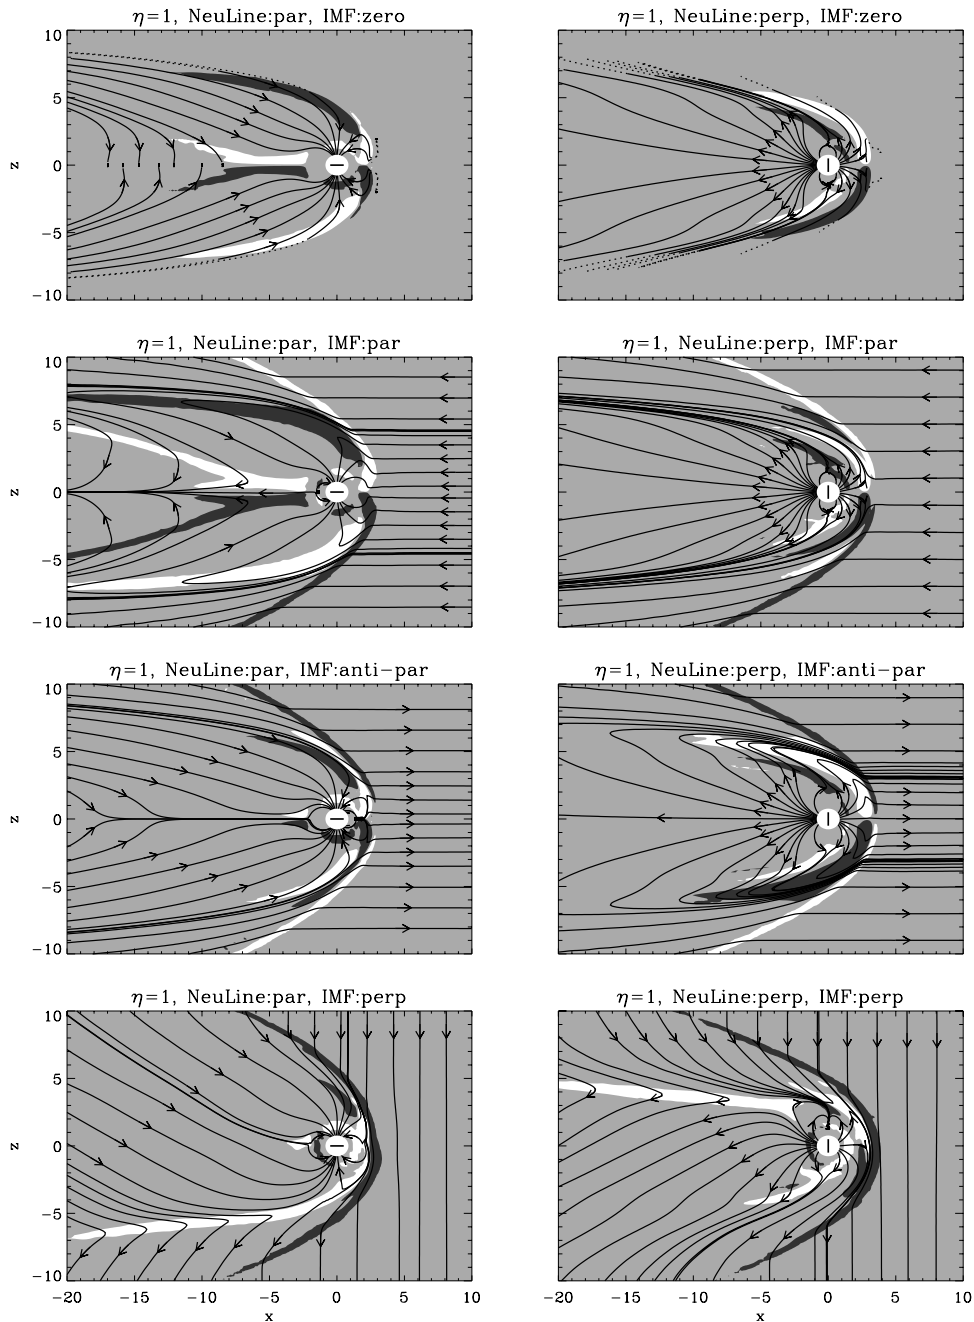 η=1, NeuLine:par, IMF:zero
η=1, NeuLine:perp, IMF:zero
10
5
0
−5
−10
z
η=1, NeuLine:par, IMF:par
η=1, NeuLine:perp, IMF:par
10
5
0
−5
−10
z
η=1, NeuLine:par, IMF:anti−par
η=1, NeuLine:perp, IMF:anti−par
10
5
0
−5
−10
z
η=1, NeuLine:par, IMF:perp
η=1, NeuLine:perp, IMF:perp
10
5
0
−5
−10
z
−20 −15 −10 −5 0 5 10
−20 −15 −10 −5 0 5 10
x
x